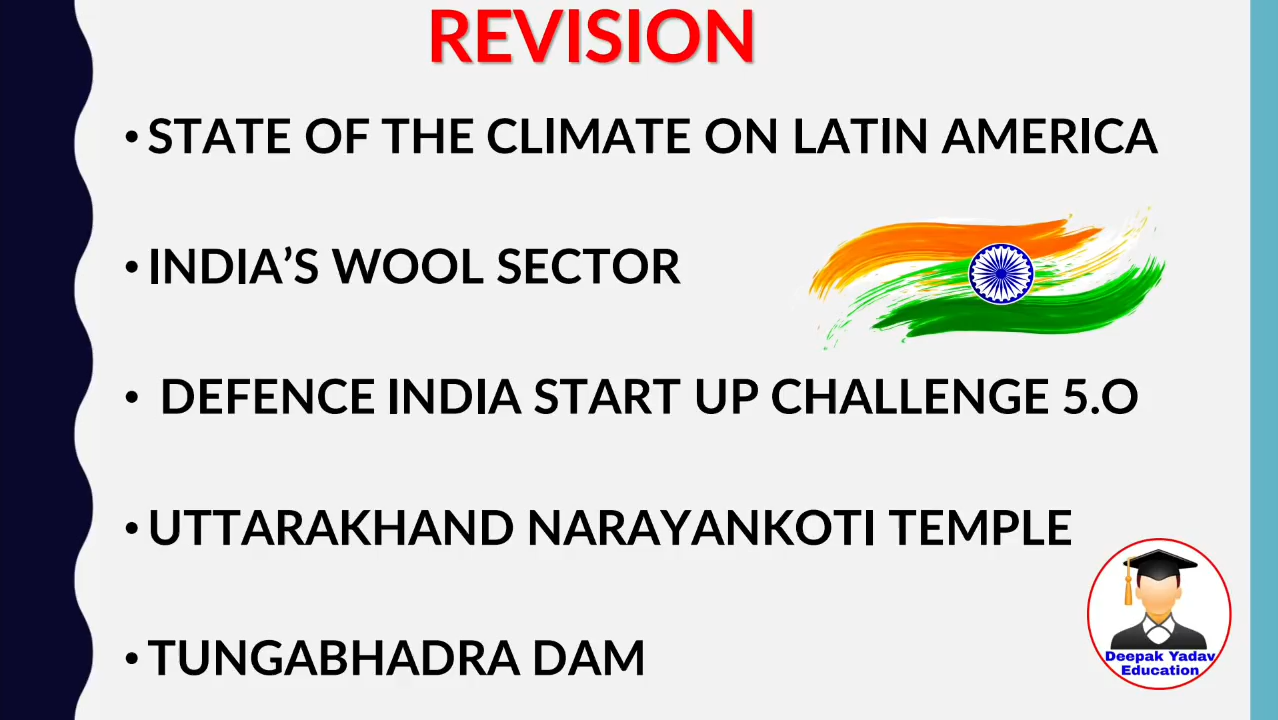 REVISION
• STATE OF THE CLIMATE ON LATIN AMERICA
• INDIA’S WOOL SECTOR
• DEFENCE INDIA START UP CHALLENGE 5.O
• UTTARAKHAND NARAYANKOTI TEMPLE
• TUNGABHADRA DAM
Deepak Yadav
Education